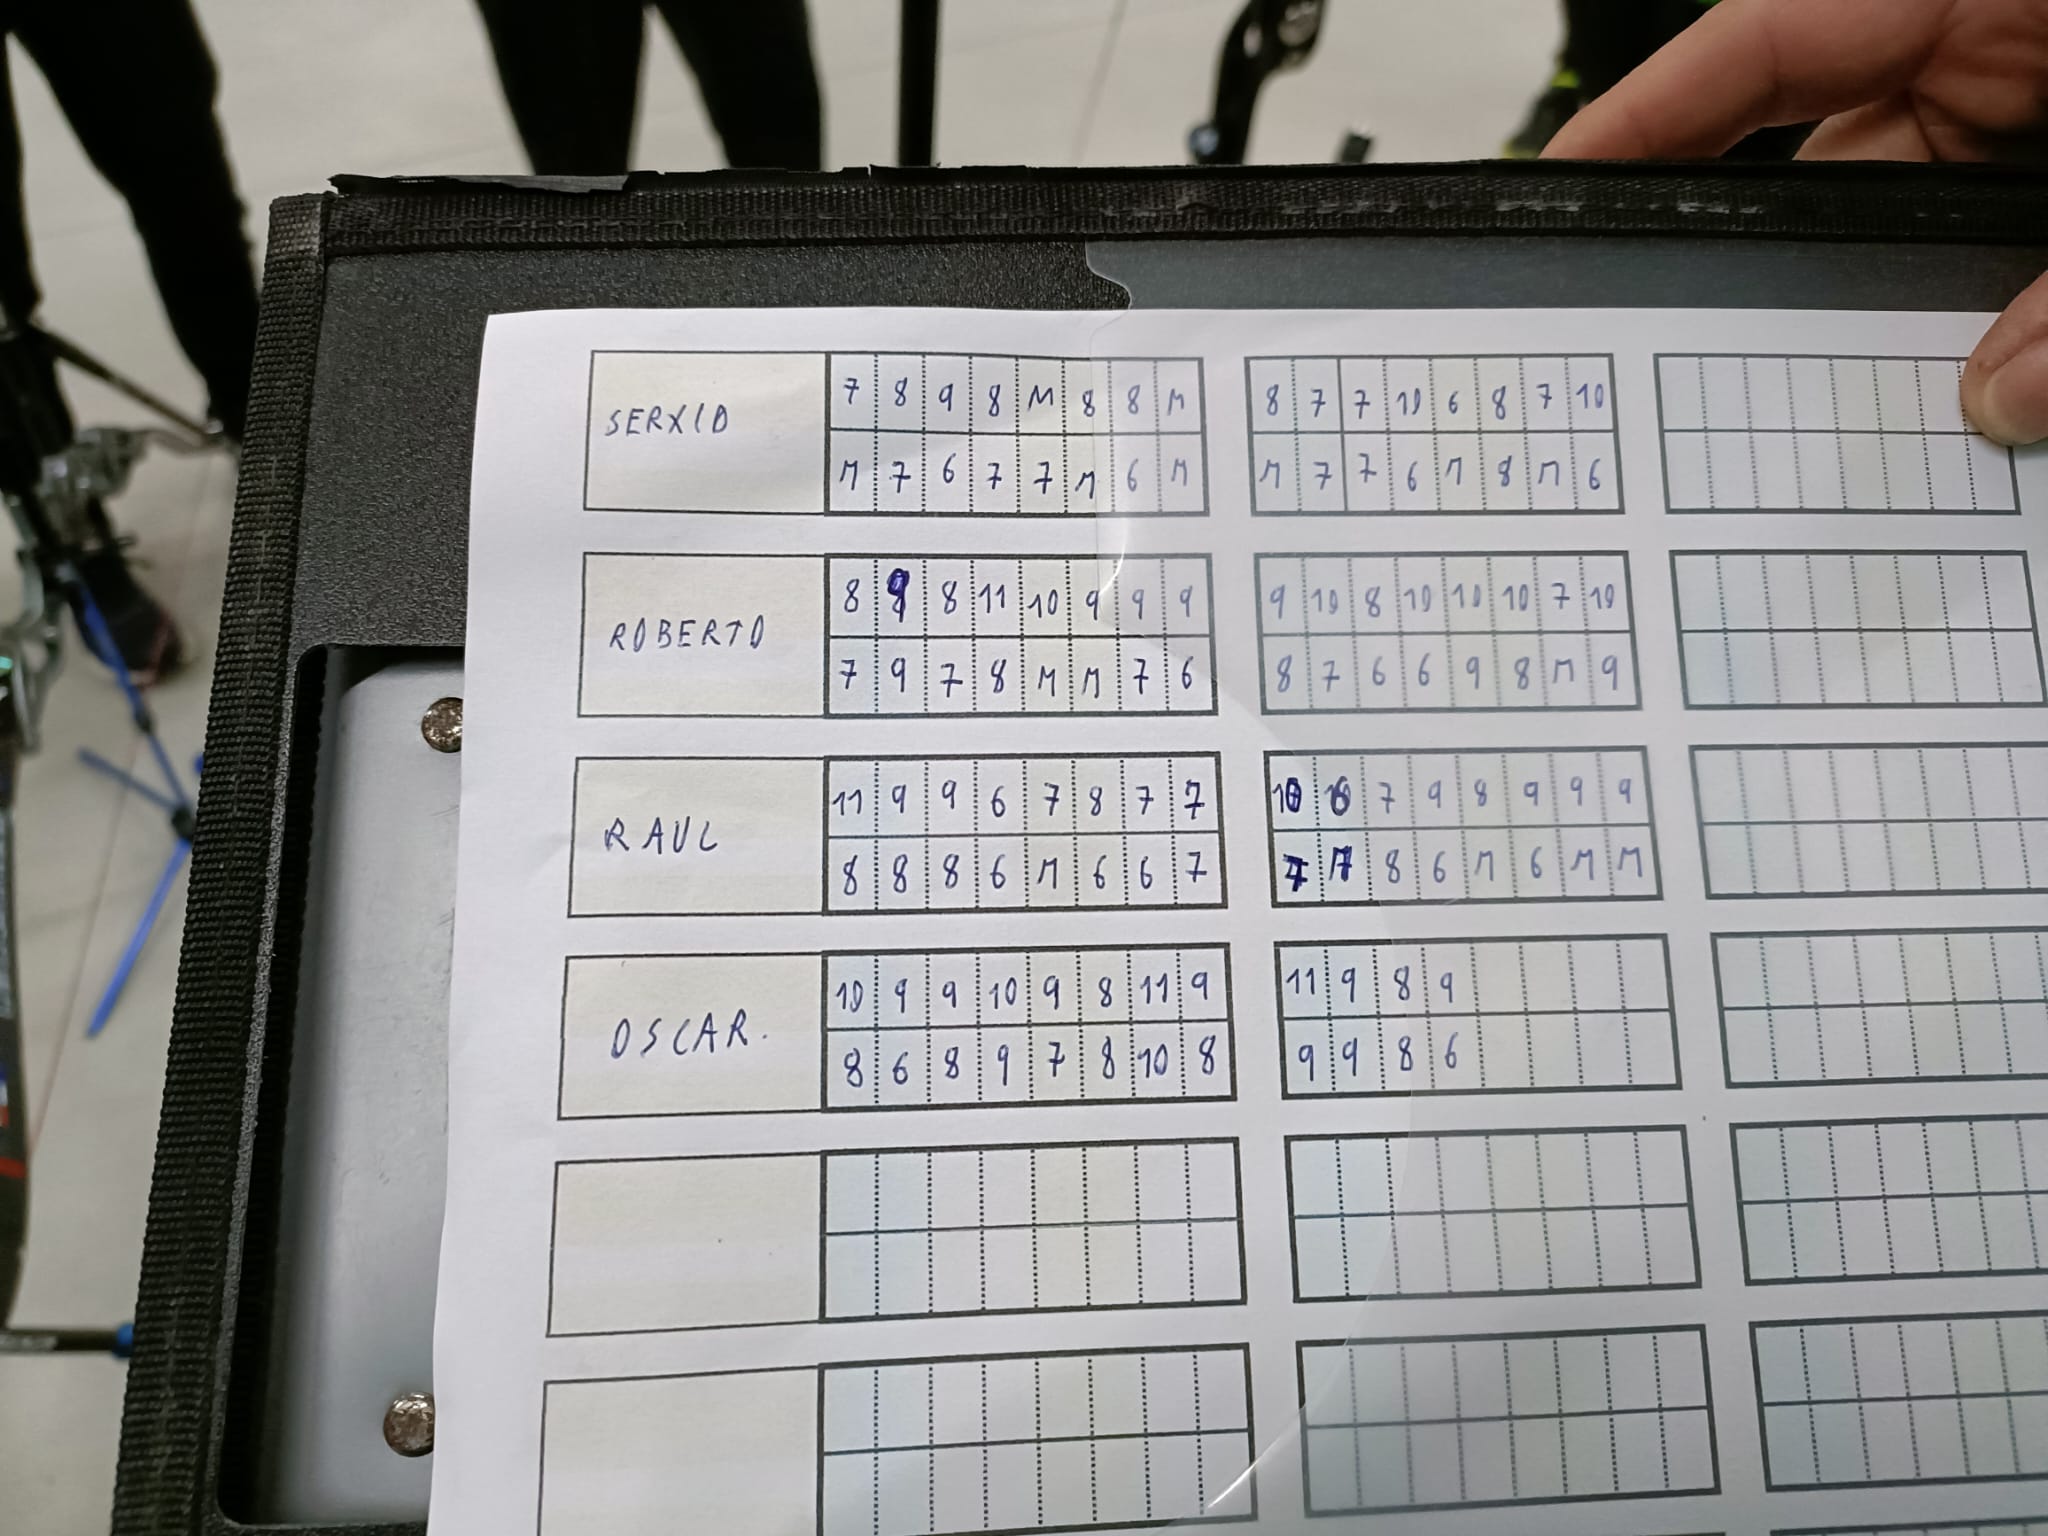 SERXIO
7 8 9 8 M 8 8 M 8 7 7 10 6 8 7 10
M 7 6 7 7 M 6 M M 7 7 6 M 8 M 6
ROBERTO
8 9 8 11 10 9 9 9 9 10 8 10 10 10 7 10
7 9 7 8 M M 7 6 8 7 6 6 9 8 M 9
RAUL
11 9 9 6 7 8 7 7 10 7 9 8 9 9 9
8 8 8 6 M 6 6 7 7 8 6 M 6 M M
OSCAR.
10 9 9 10 9 8 11 9 11 9 8 9
8 6 8 9 7 8 10 8 9 9 8 6